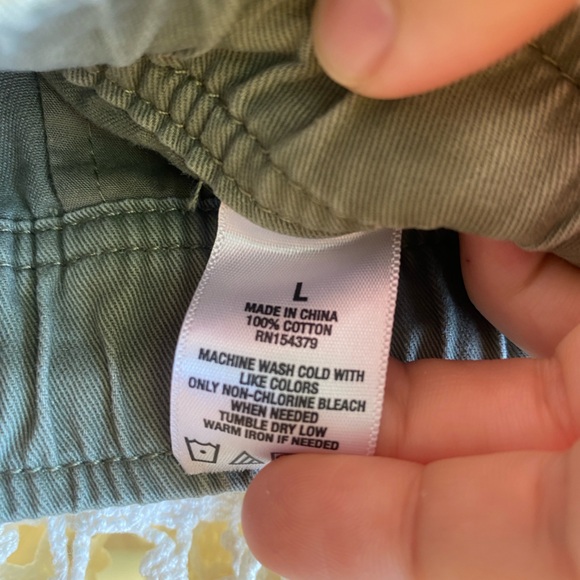 L
MADE IN CHINA
100% COTTON
RN154379
MACHINE WASH COLD WITH
LIKE COLORS
ONLY NON-CHLORINE BLEACH
WHEN NEEDED
TUMBLE DRY LOW
WARM IRON IF NEEDED